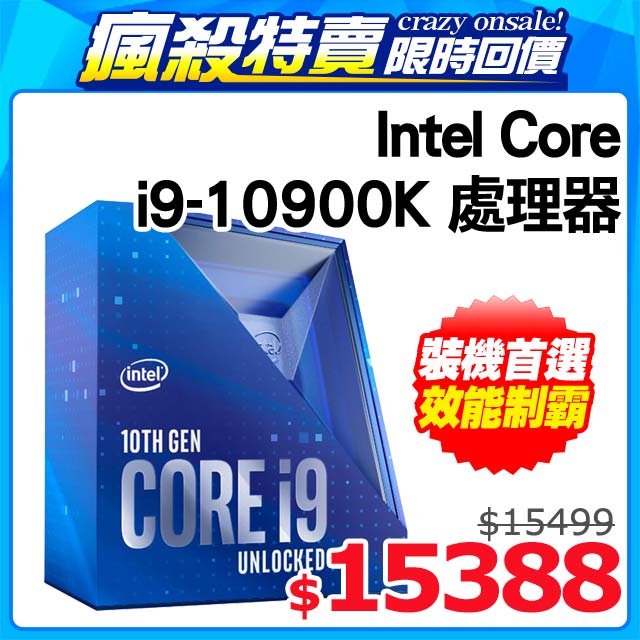 瘋殺特賣
crazy onsale!
限時回價
Intel Core
i9-10900K 處理器
intel
10TH GEN
CORE i9
UNLOCKED
裝機首選
效能制霸
$15499
$15388